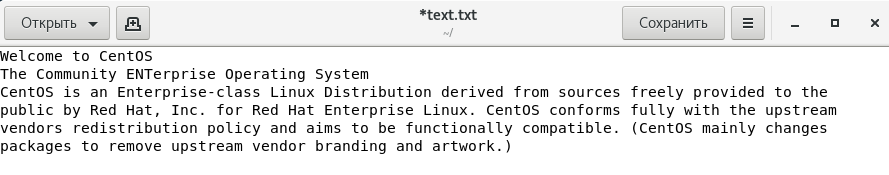 Открыть
*text.txt
~/
Сохранить
Welcome to CentOS
The Community ENTerprise Operating System
CentOS is an Enterprise-class Linux Distribution derived from sources freely provided to the
public by Red Hat, Inc. for Red Hat Enterprise Linux. CentOS conforms fully with the upstream
vendors redistribution policy and aims to be functionally compatible. (CentOS mainly changes
packages to remove upstream vendor branding and artwork.)